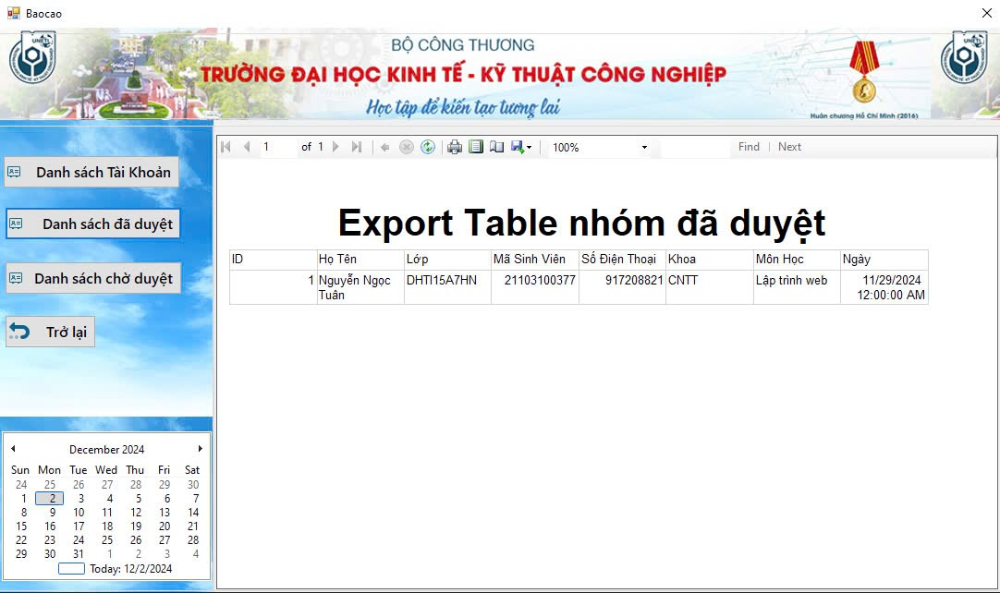 Baocao
BỘ CÔNG THƯƠNG
TRƯỜNG ĐẠI HỌC KINH TẾ - KỸ THUẬT CÔNG NGHIỆP
Học tập để kiến tạo tương lai
Huân chương Hồ Chí Minh (2016)
Danh sách Tài Khoản
Danh sách đã duyệt
Danh sách chờ duyệt
Trở lại
December 2024
Sun Mon Tue Wed Thu Fri Sat
24 25 26 27 28 29 30
1 2 3 4 5 6 7
8 9 10 11 12 13 14
15 16 17 18 19 20 21
22 23 24 25 26 27 28
29 30 31 1 2 3 4
Today: 12/2/2024
1 of 1 100% Find | Next
Export Table nhóm đã duyệt
ID Họ Tên Lớp Mã Sinh Viên Số Điện Thoại Khoa Môn Học Ngày
1 Nguyễn Ngọc DHTI15A7HN 21103100377 917208821 CNTT Lập trình web 11/29/2024
Tuân 12:00:00 AM